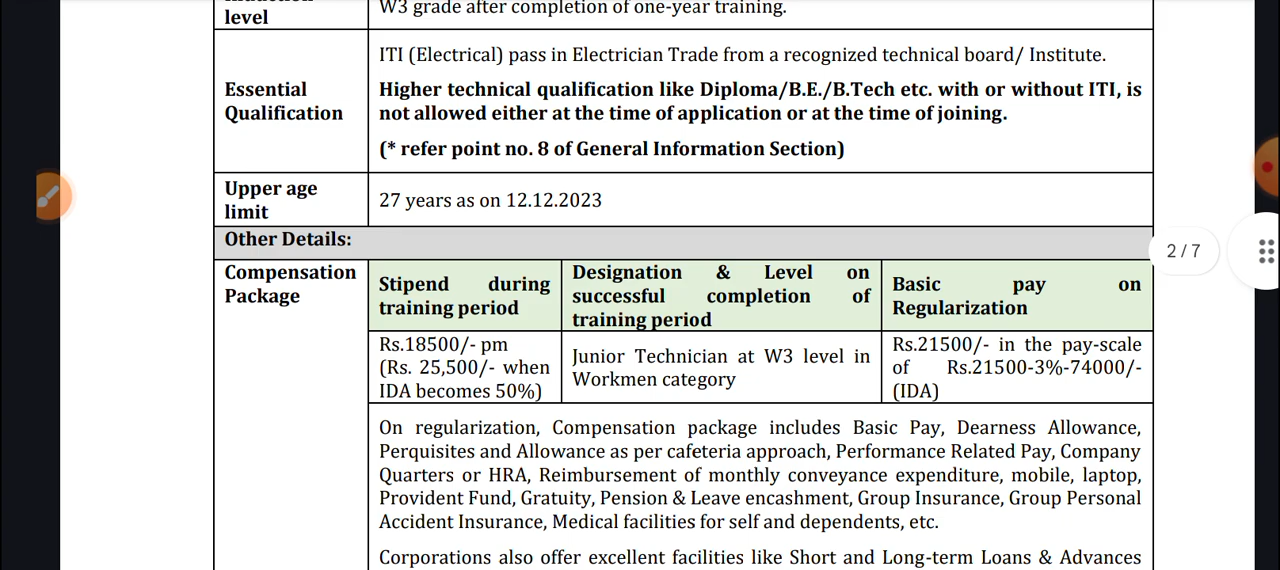 W3 grade after completion of one-year training.
level
ITI (Electrical) pass in Electrician Trade from a recognized technical board/ Institute.
Essential
Qualification
Higher technical qualification like Diploma/B.E./B.Tech etc. with or without ITI, is
not allowed either at the time of application or at the time of joining.
(* refer point no. 8 of General Information Section)
Upper age
limit
27 years as on 12.12.2023
Other Details:
2 / 7
Compensation
Package
Stipend during
training period
Designation & Level on
successful completion of
training period
Basic pay on
Regularization
Rs.18500/- pm
(Rs. 25,500/- when
IDA becomes 50%)
Junior Technician at W3 level in
Workmen category
Rs.21500/- in the pay-scale
of Rs.21500-3%-74000/-
(IDA)
On regularization, Compensation package includes Basic Pay, Dearness Allowance,
Perquisites and Allowance as per cafeteria approach, Performance Related Pay, Company
Quarters or HRA, Reimbursement of monthly conveyance expenditure, mobile, laptop,
Provident Fund, Gratuity, Pension & Leave encashment, Group Insurance, Group Personal
Accident Insurance, Medical facilities for self and dependents, etc.
Corporations also offer excellent facilities like Short and Long-term Loans & Advances